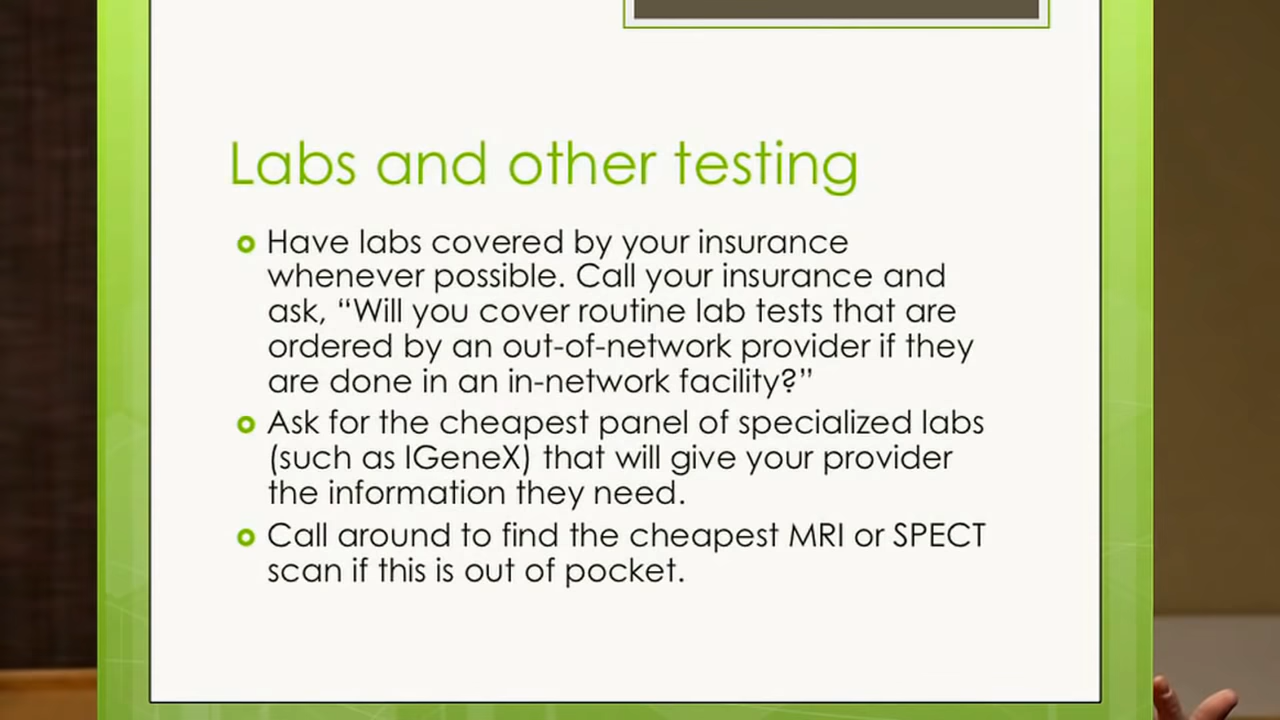 Labs and other testing
Have labs covered by your insurance
whenever possible. Call your insurance and
ask, “Will you cover routine lab tests that are
ordered by an out-of-network provider if they
are done in an in-network facility?”
Ask for the cheapest panel of specialized labs
(such as IGeneX) that will give your provider
the information they need.
Call around to find the cheapest MRI or SPECT
scan if this is out of pocket.